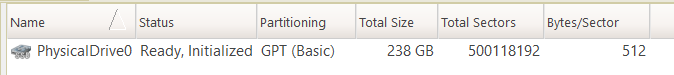 Name Status Partitioning Total Size Total Sectors Bytes/Sector
PhysicalDrive0 Ready, Initialized GPT (Basic) 238 GB 500118192 512